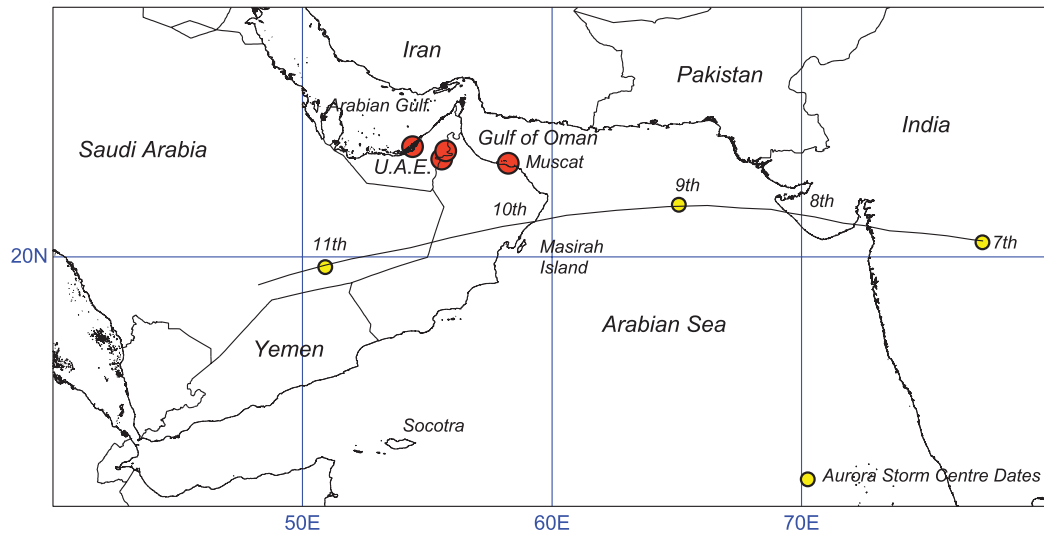 Iran
Pakistan
Arabian Gulf.
India
Saudi Arabia
Gulf of Oman
U.A.E.
Muscat
9th
8th
10th
11th
7th
Masirah
Island
20N
Arabian Sea
Yemen
Socotra
Aurora Storm Centre Dates
50E
60E
70E